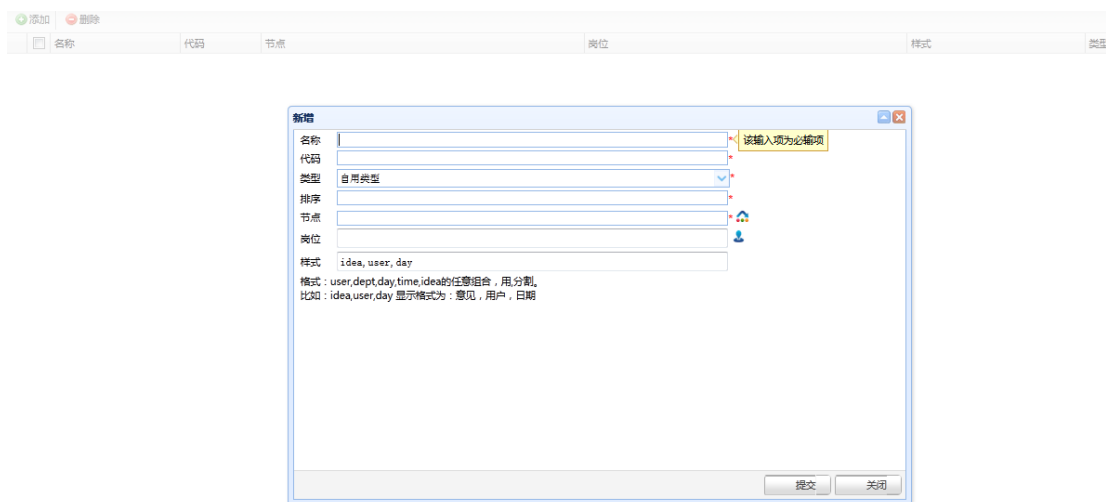 添加 删除
名称 代码 节点 岗位 样式 类型
新增
名称 * 该输入项为必输项
代码 *
类型 自用类型 *
排序 *
节点 *
岗位
样式 idea,user,day
格式：user,dept,day,time,idea的任意组合，用,分割。
比如：idea,user,day 显示格式为：意见，用户，日期
提交 关闭